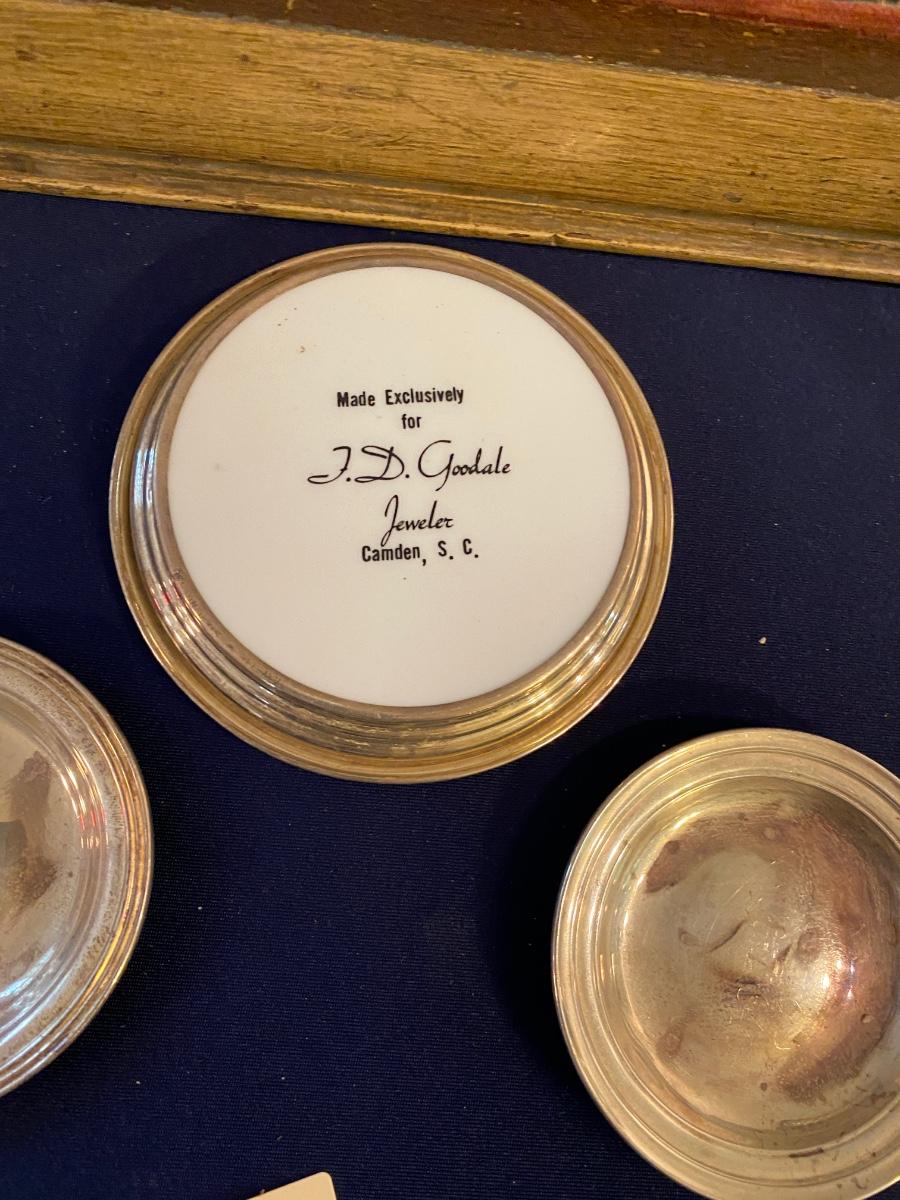 Made Exclusively
for
F. D. Goodale
Jeweler
Camden, S. C.